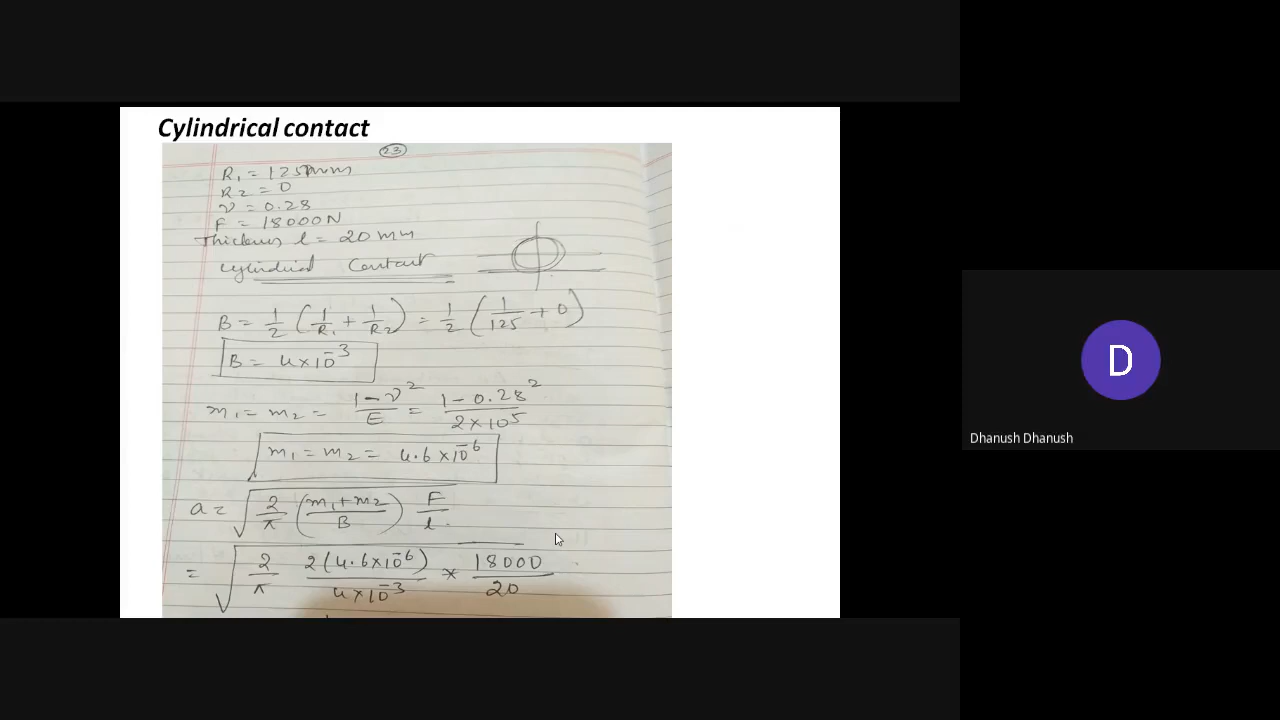 Cylindrical contact
23
R₁ = 125mm
R₂ = 0
ν = 0.28
F = 18000N
Thickness l = 20 mm
Cylindrical Contact
B = 1/2 (1/R₁ + 1/R₂) = 1/2 (1/125 + 0)
B = 4×10⁻³
m₁ = m₂ = (1-ν²)/E = (1-0.28²)/(2×10⁵)
m₁ = m₂ = 4.6×10⁻⁶
a = √(2/π ((m₁+m₂)/B) F/l)
= √(2/π 2(4.6×10⁻⁶)/(4×10⁻³) * 18000/20)
D
Dhanush Dhanush